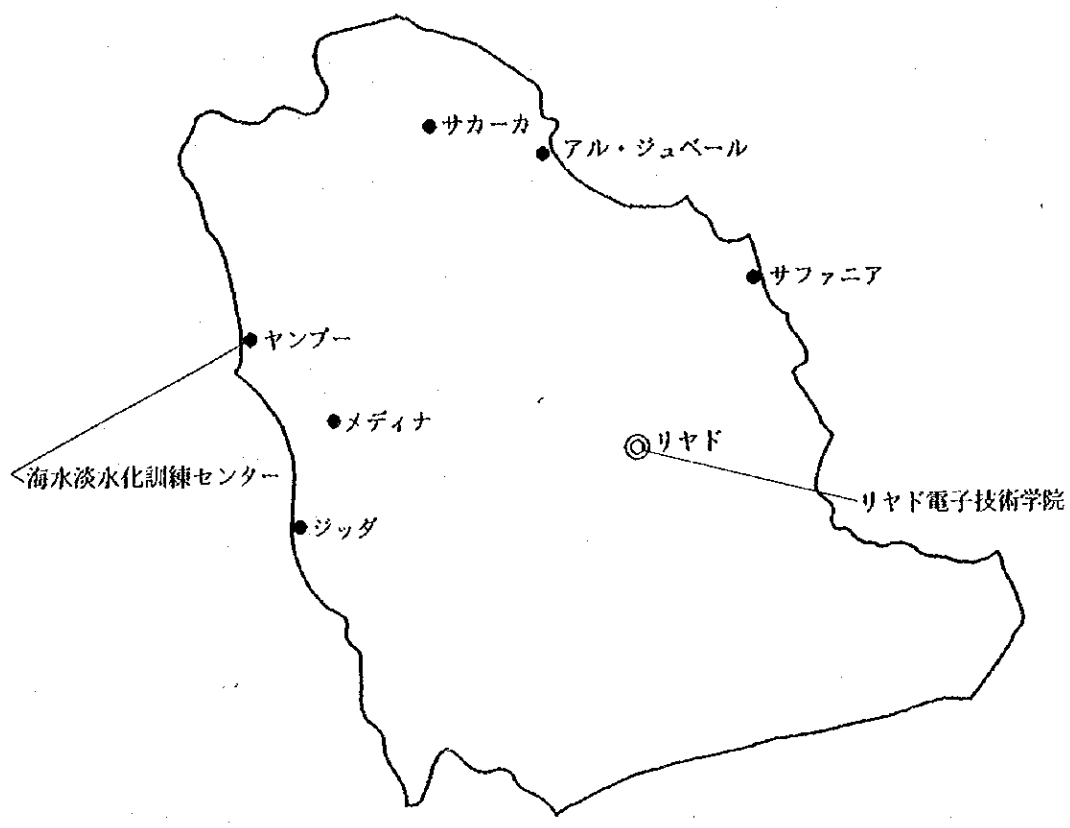 サカーカ
アル・ジュベール
サファニア
ヤンブー
メディナ
リヤド
海水淡水化訓練センター
リヤド電子技術学院
ジッダ